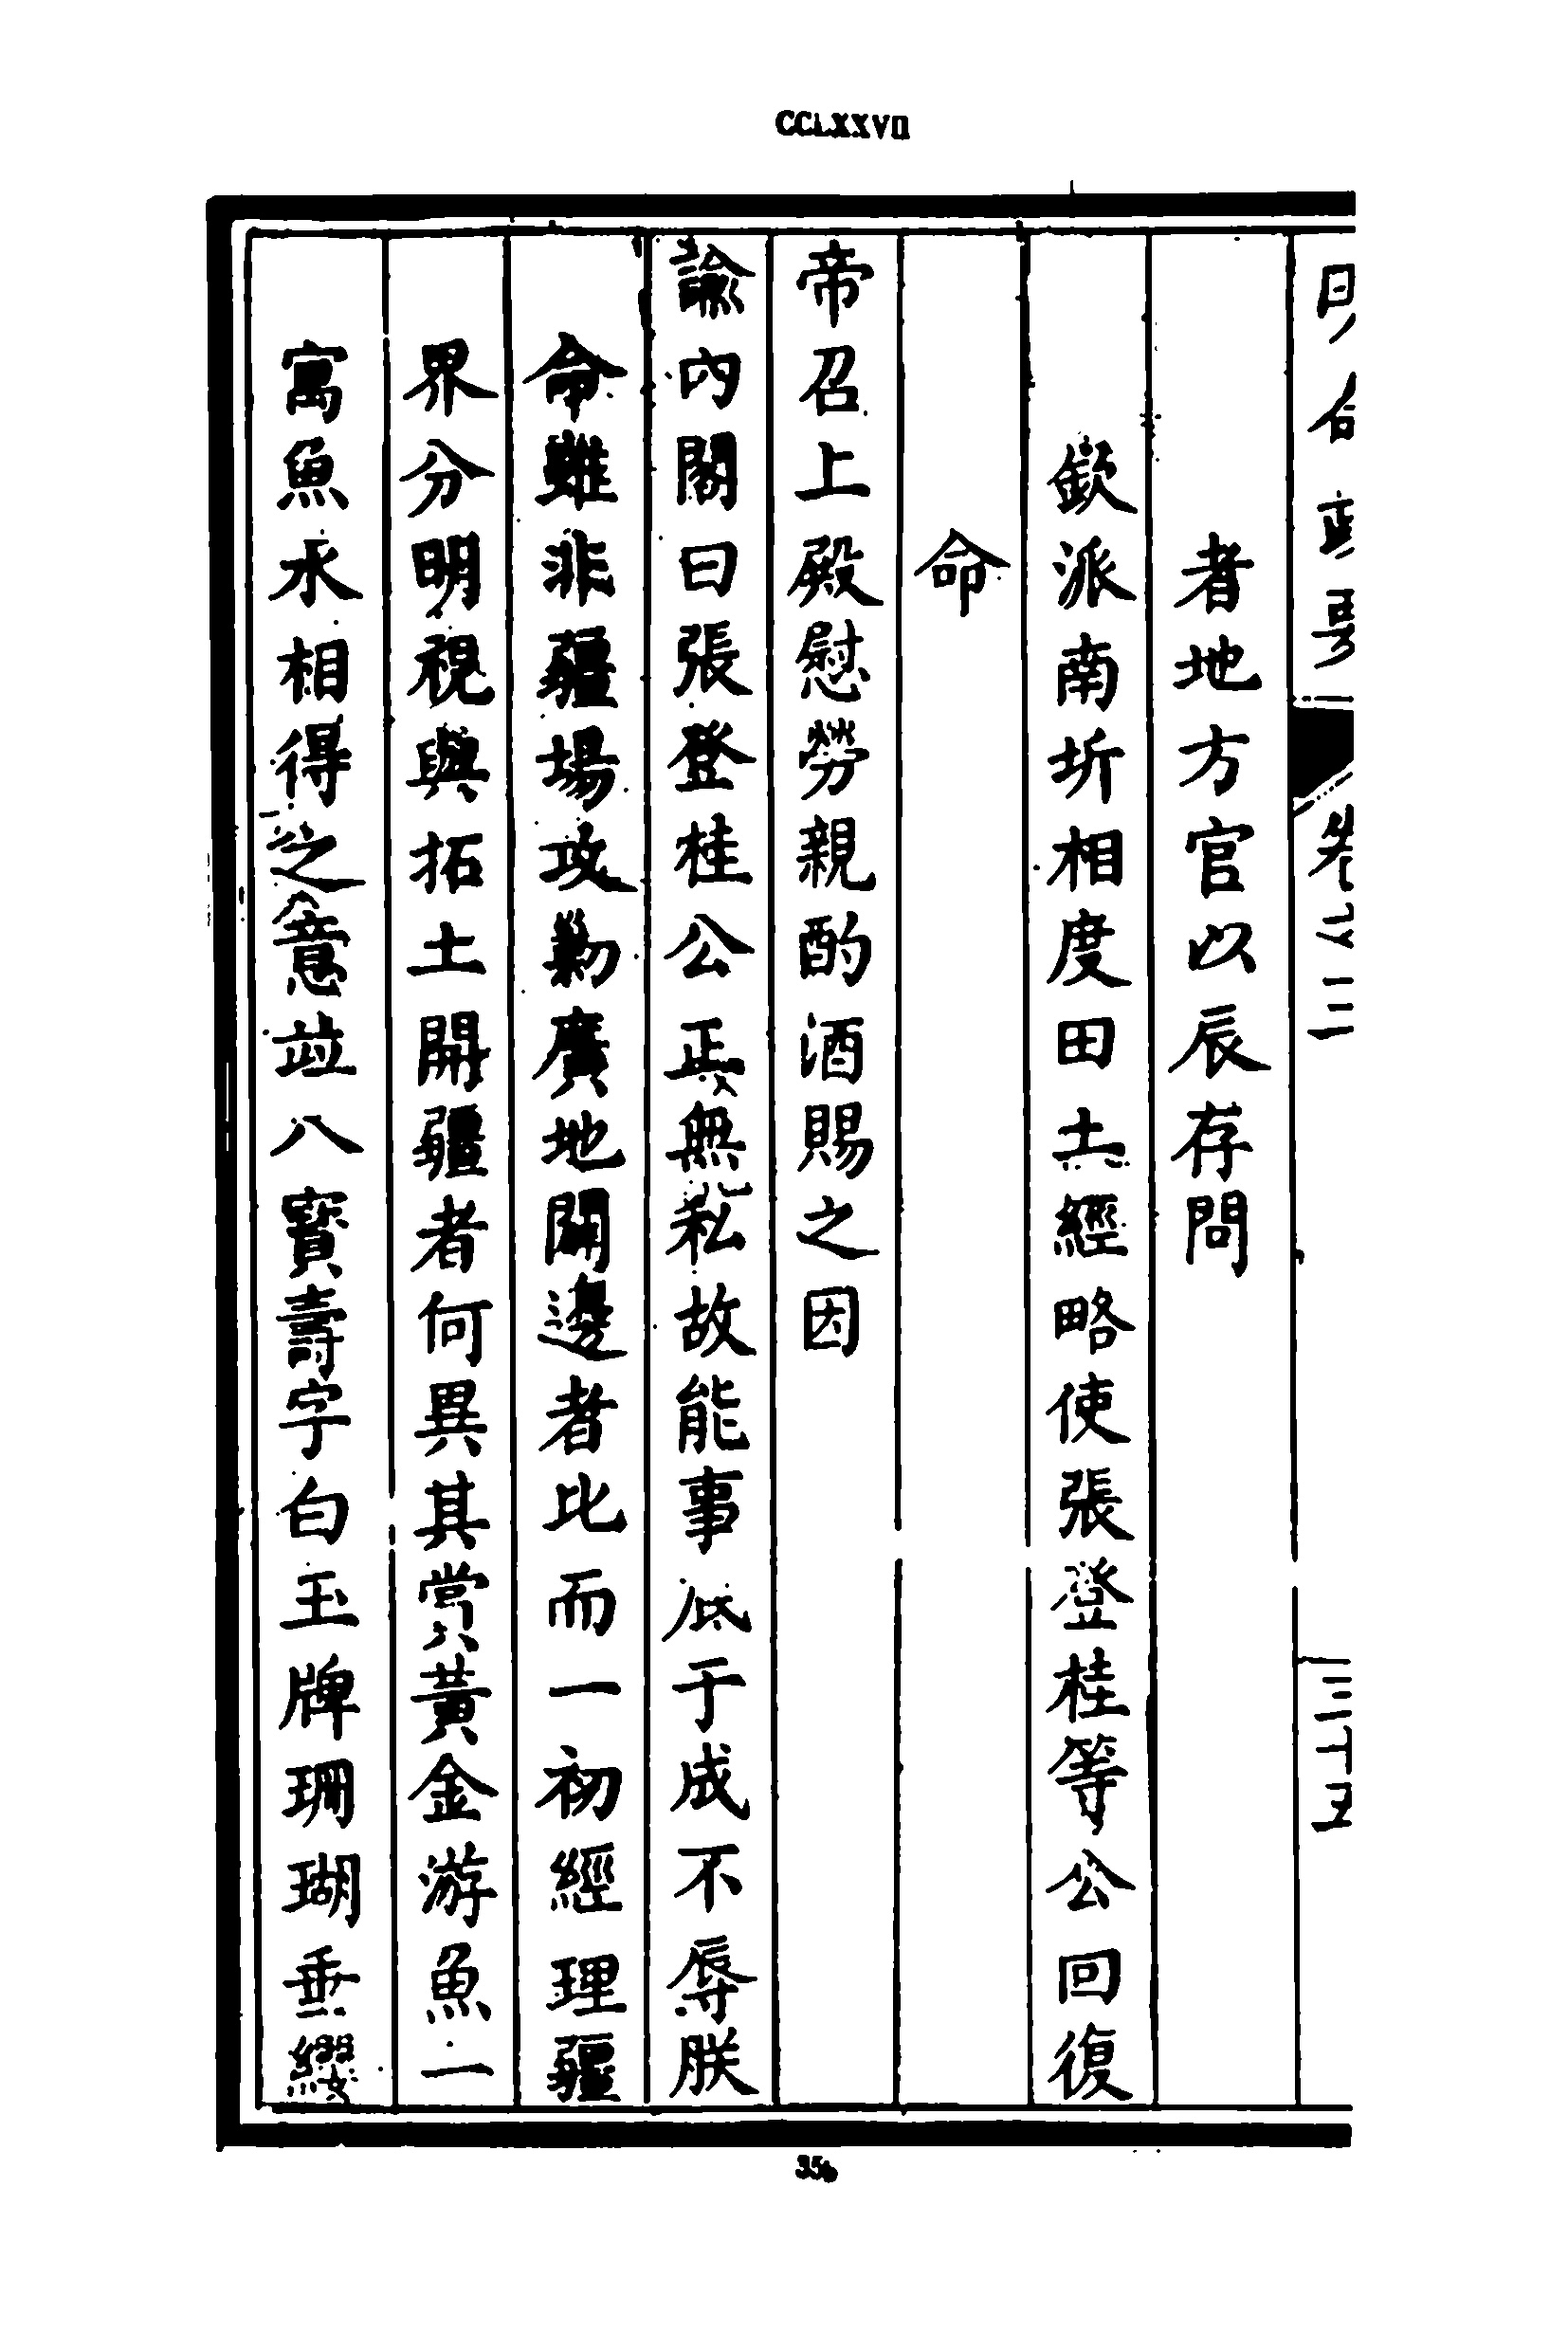 CCLXXVII
者地方官以辰存問
欽派南圻相度田土經略使張登桂等公回復
命
帝召上殿慰勞親酌酒賜之因
諭內閣曰張登桂公正無私故能事底于成不辱朕
命雖非疆場攻勦廣地開邊者比而一初經理疆
界分明視與拓土開疆者何異其賞黃金游魚一
寓魚水相得之意竝八寶壽字白玉牌珊瑚垂纓
35b